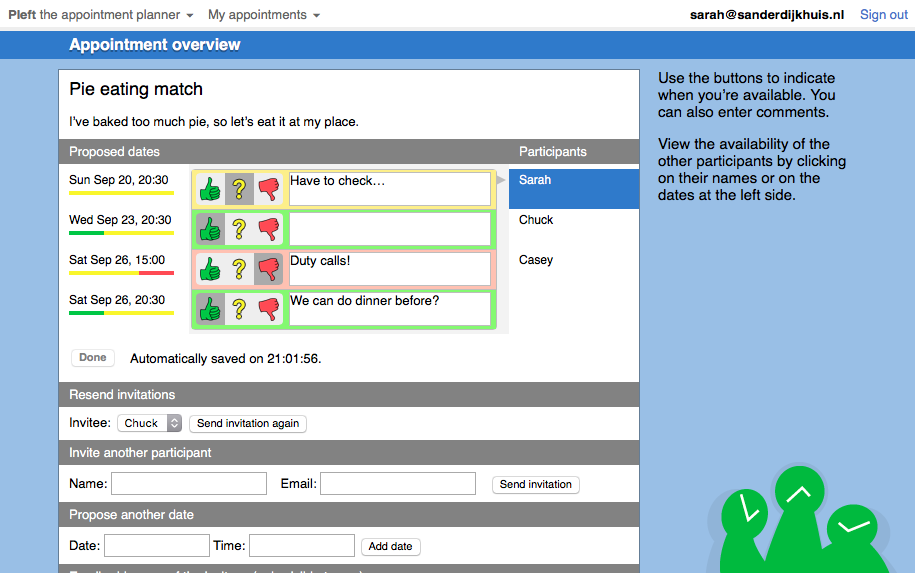 Pleft the appointment planner My appointments sarah@sanderdijkhuis.nl Sign out
Appointment overview
Pie eating match
I've baked too much pie, so let's eat it at my place.
Proposed dates Participants
Sun Sep 20, 20:30 Have to check… Sarah
Wed Sep 23, 20:30 Chuck
Sat Sep 26, 15:00 Duty calls! Casey
Sat Sep 26, 20:30 We can do dinner before?
Done Automatically saved on 21:01:56.
Resend invitations
Invitee: Chuck Send invitation again
Invite another participant
Name: Email: Send invitation
Propose another date
Date: Time: Add date
Use the buttons to indicate
when you're available. You
can also enter comments.
View the availability of the
other participants by clicking
on their names or on the
dates at the left side.